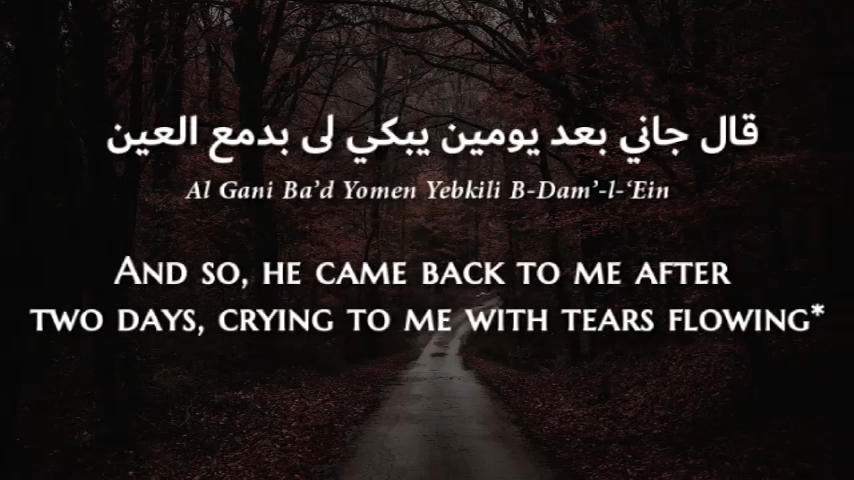 قال جاني بعد يومين يبكي لى بدمع العين
Al Gani Ba’d Yomen Yebkili B-Dam’-l-‘Ein
And so, he came back to me after
two days, crying to me with tears flowing*